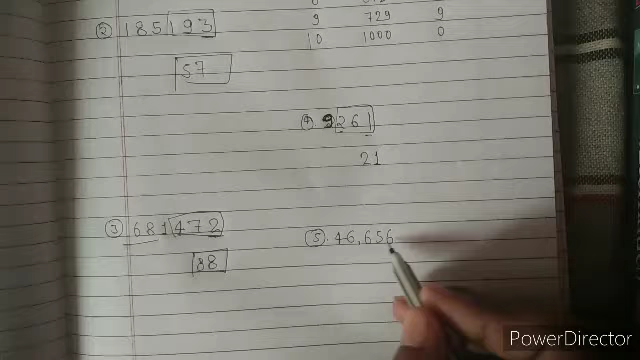 ② 185193
57
9 729 9
10 1000 0
④ 9261
21
③ 681472
88
⑤. 46,656
PowerDirector